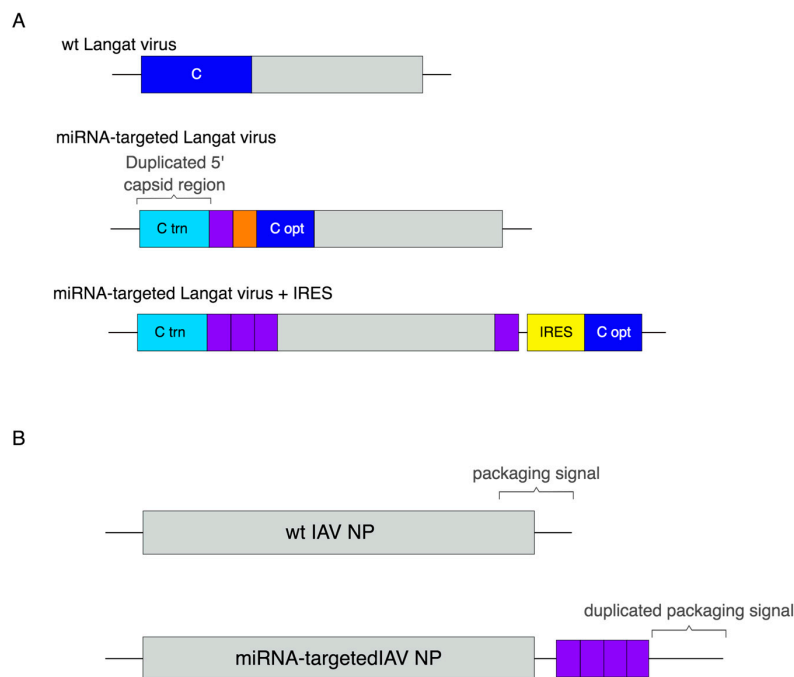 A
wt Langat virus
C
miRNA-targeted Langat virus
Duplicated 5'
capsid region
C trn
C opt
miRNA-targeted Langat virus + IRES
C trn
IRES
C opt
B
packaging signal
wt IAV NP
duplicated packaging signal
miRNA-targetedIAV NP